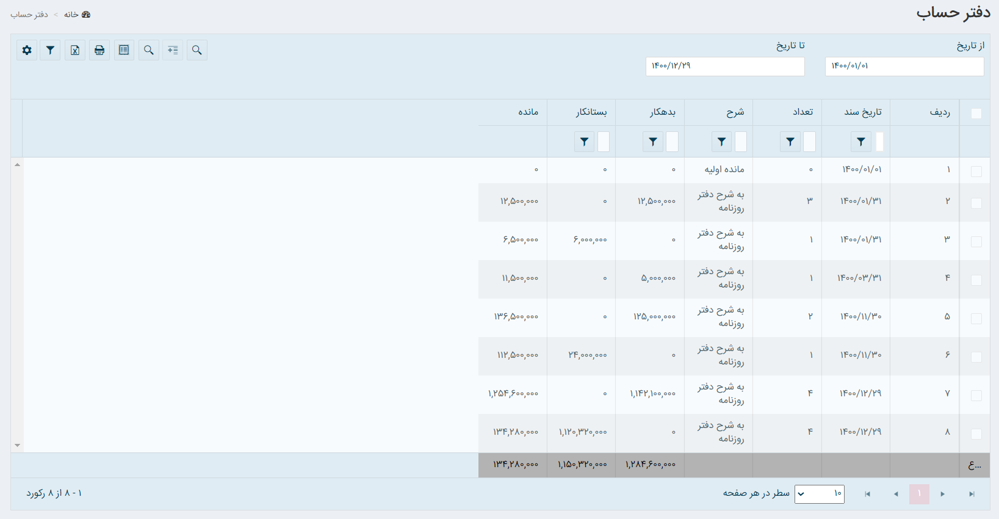 دفتر حساب
خانه > دفتر حساب
از تاریخ
تا تاریخ
۱۴۰۰/۰۱/۰۱
۱۴۰۰/۱۲/۲۹
ردیف تاریخ سند تعداد شرح بدهکار بستانکار مانده
۱ ۱۴۰۰/۰۱/۰۱ ۰ مانده اولیه ۰ ۰ ۰
۲ ۱۴۰۰/۰۱/۳۱ ۳ به شرح دفتر روزنامه ۱۲,۵۰۰,۰۰۰ ۰ ۱۲,۵۰۰,۰۰۰
۳ ۱۴۰۰/۰۱/۳۱ ۱ به شرح دفتر روزنامه ۰ ۶,۰۰۰,۰۰۰ ۶,۵۰۰,۰۰۰
۴ ۱۴۰۰/۰۳/۳۱ ۱ به شرح دفتر روزنامه ۵,۰۰۰,۰۰۰ ۰ ۱۱,۵۰۰,۰۰۰
۵ ۱۴۰۰/۱۱/۳۰ ۲ به شرح دفتر روزنامه ۱۲۵,۰۰۰,۰۰۰ ۰ ۱۳۶,۵۰۰,۰۰۰
۶ ۱۴۰۰/۱۱/۳۰ ۱ به شرح دفتر روزنامه ۰ ۲۴,۰۰۰,۰۰۰ ۱۱۲,۵۰۰,۰۰۰
۷ ۱۴۰۰/۱۲/۲۹ ۴ به شرح دفتر روزنامه ۱,۱۴۲,۱۰۰,۰۰۰ ۰ ۱,۲۵۴,۶۰۰,۰۰۰
۸ ۱۴۰۰/۱۲/۲۹ ۴ به شرح دفتر روزنامه ۰ ۱,۱۲۰,۳۲۰,۰۰۰ ۱۳۴,۲۸۰,۰۰۰
...ع ۱,۲۸۴,۶۰۰,۰۰۰ ۱,۱۵۰,۳۲۰,۰۰۰ ۱۳۴,۲۸۰,۰۰۰
۱ ۱۰ سطر در هر صفحه
۱ - ۸ از ۸ رکورد